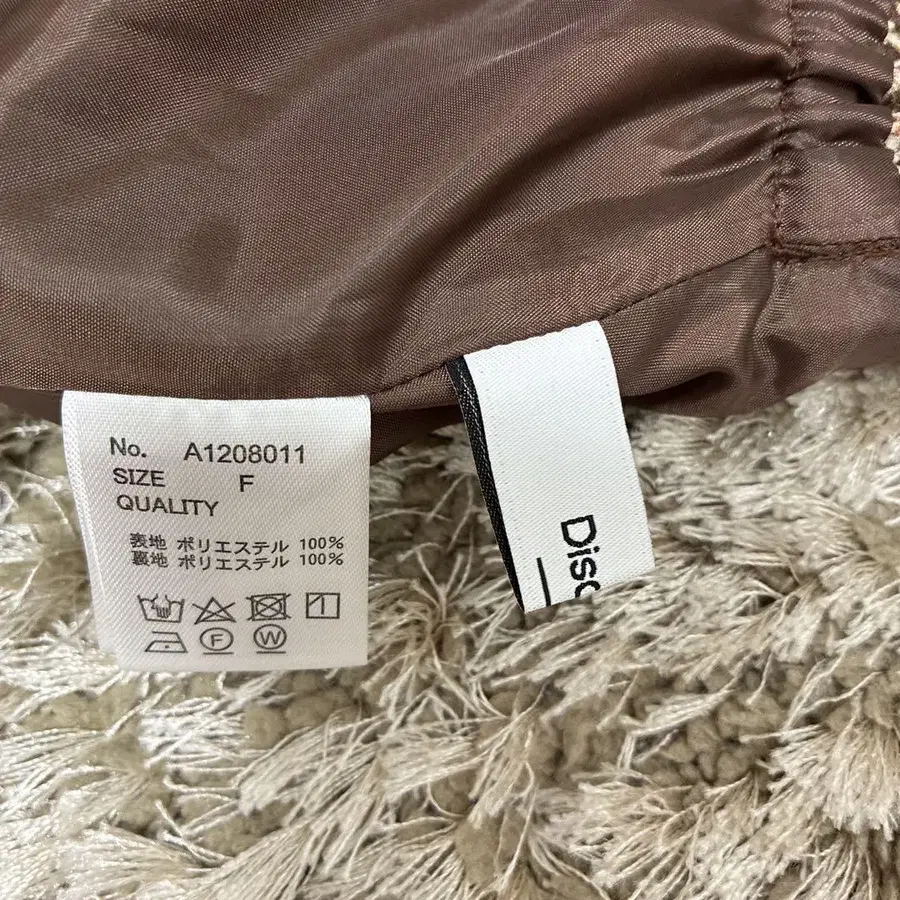 No. A1208011
SIZE F
QUALITY
表地 ポリエステル 100%
裏地 ポリエステル 100%
F W
Disc